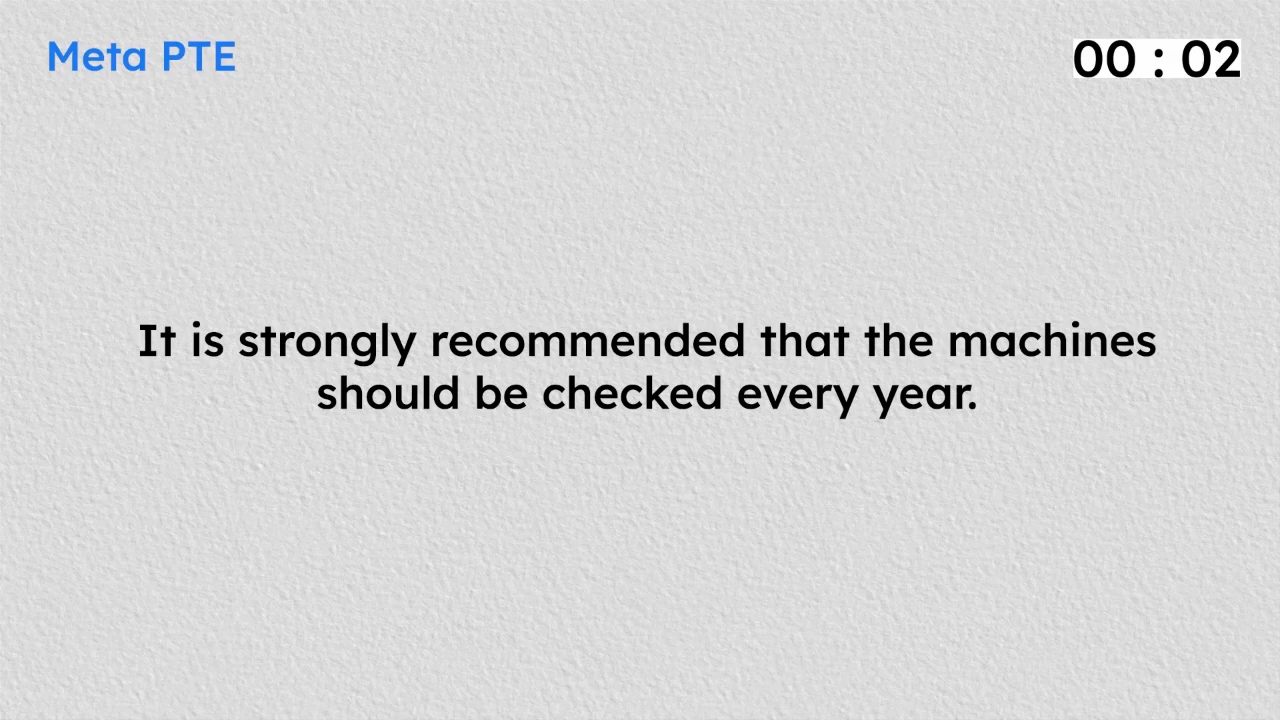 Meta PTE
00 : 02
It is strongly recommended that the machines
should be checked every year.